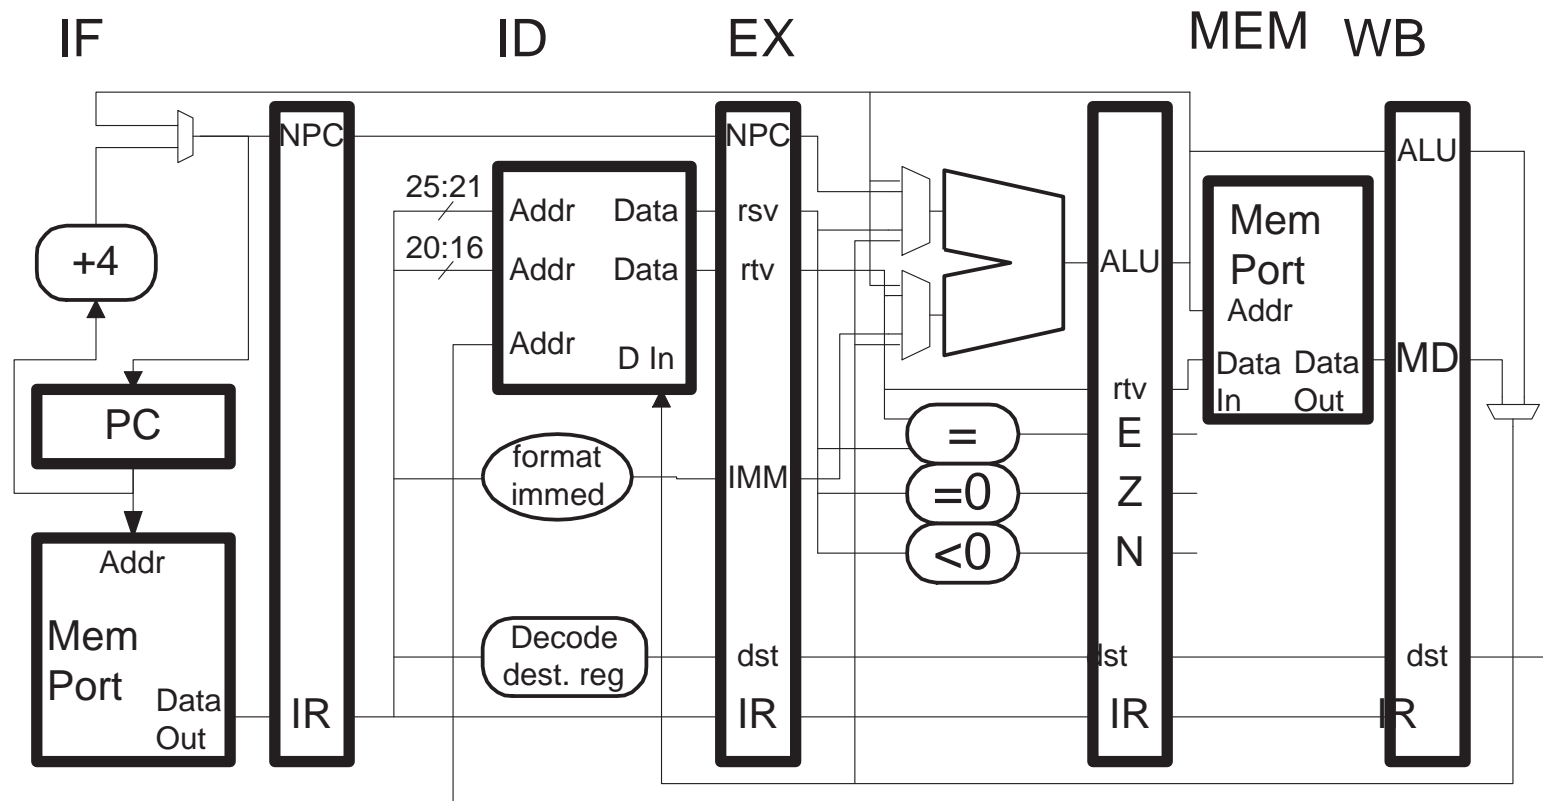 IF
ID
EX
MEM
WB
NPC
NPC
ALU
25:21
Addr
Data
rsv
Mem
Port
20:16
Addr
Data
rtv
ALU
+4
Addr
Addr
D In
Data
In
Data
Out
MD
rtv
PC
=
E
format
immed
IMM
=0
Z
<0
N
Addr
Mem
Port
Data
Out
Decode
dest. reg
dst
dst
dst
IR
IR
IR
IR